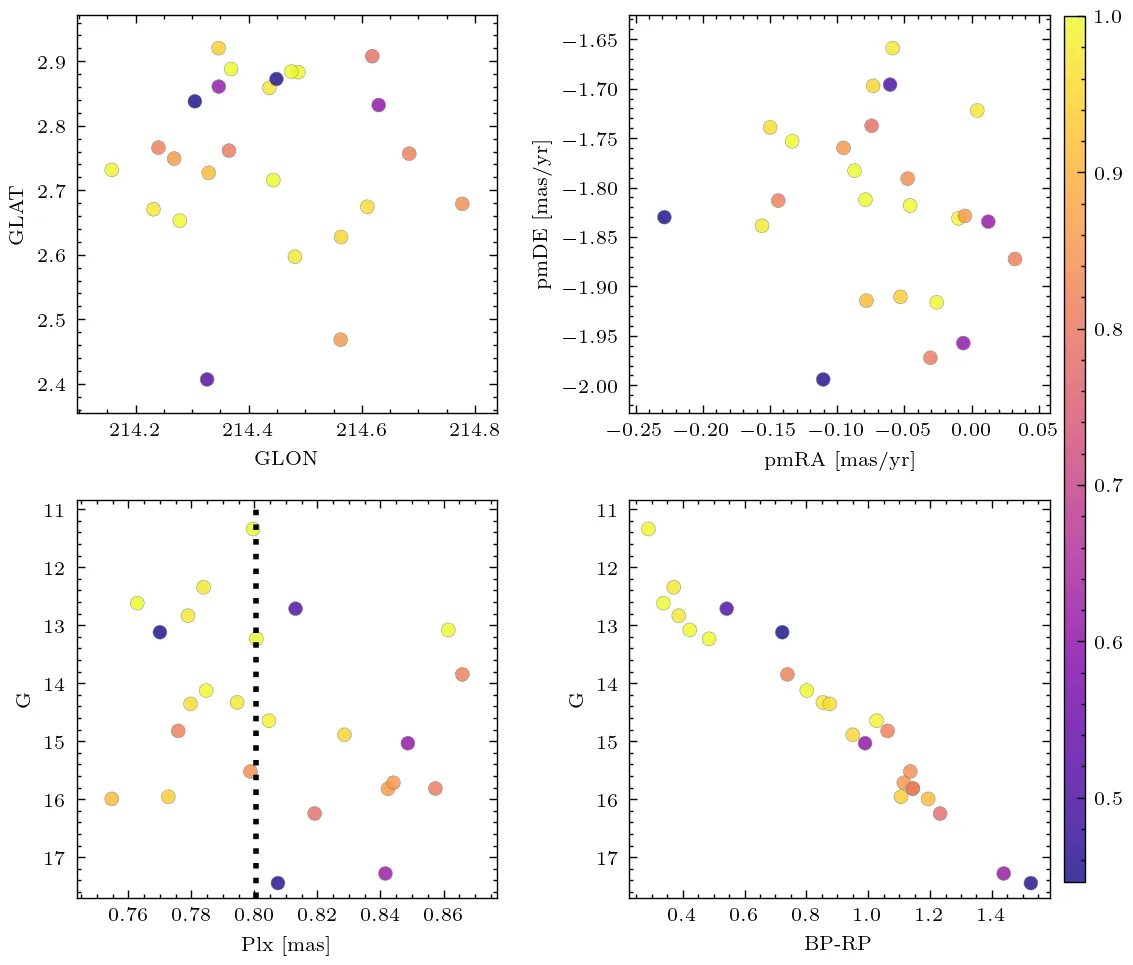 2.9
2.8
2.7
2.6
2.5
2.4
GLAT
214.2 214.4 214.6 214.8
GLON
−1.65
−1.70
−1.75
−1.80
−1.85
−1.90
−1.95
−2.00
pmDE [mas/yr]
−0.25 −0.20 −0.15 −0.10 −0.05 0.00 0.05
pmRA [mas/yr]
11
12
13
14
15
16
17
G
0.76 0.78 0.80 0.82 0.84 0.86
Plx [mas]
11
12
13
14
15
16
17
G
0.4 0.6 0.8 1.0 1.2 1.4
BP-RP
1.0
0.9
0.8
0.7
0.6
0.5